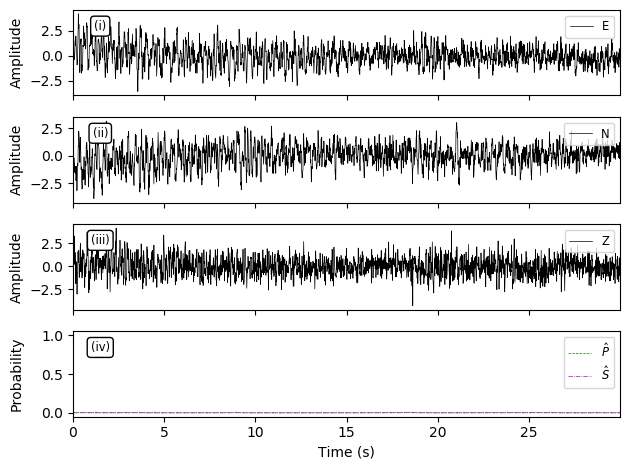 Amplitude
2.5
0.0
−2.5
(i)
E
Amplitude
2.5
0.0
−2.5
(ii)
N
Amplitude
2.5
0.0
−2.5
(iii)
Z
Probability
1.0
0.5
0.0
(iv)
P̂
Ŝ
0 5 10 15 20 25
Time (s)